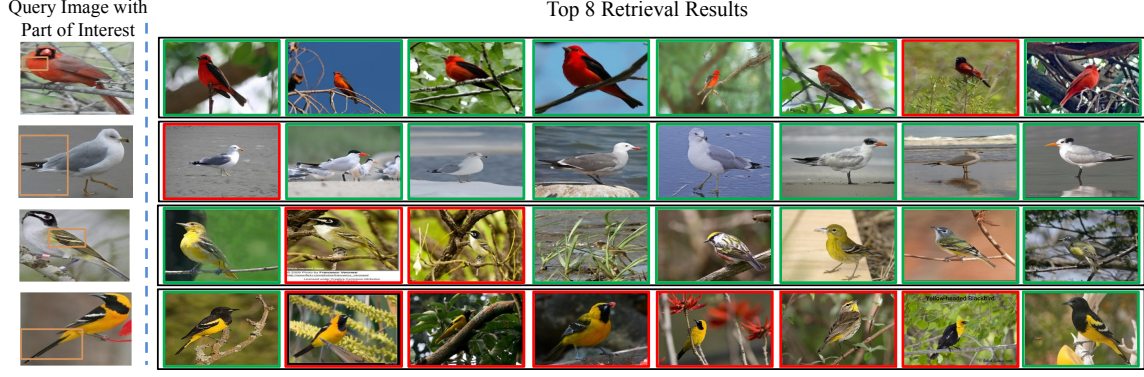 Query Image with
Part of Interest
Top 8 Retrieval Results
Yellow-headed Blackbird